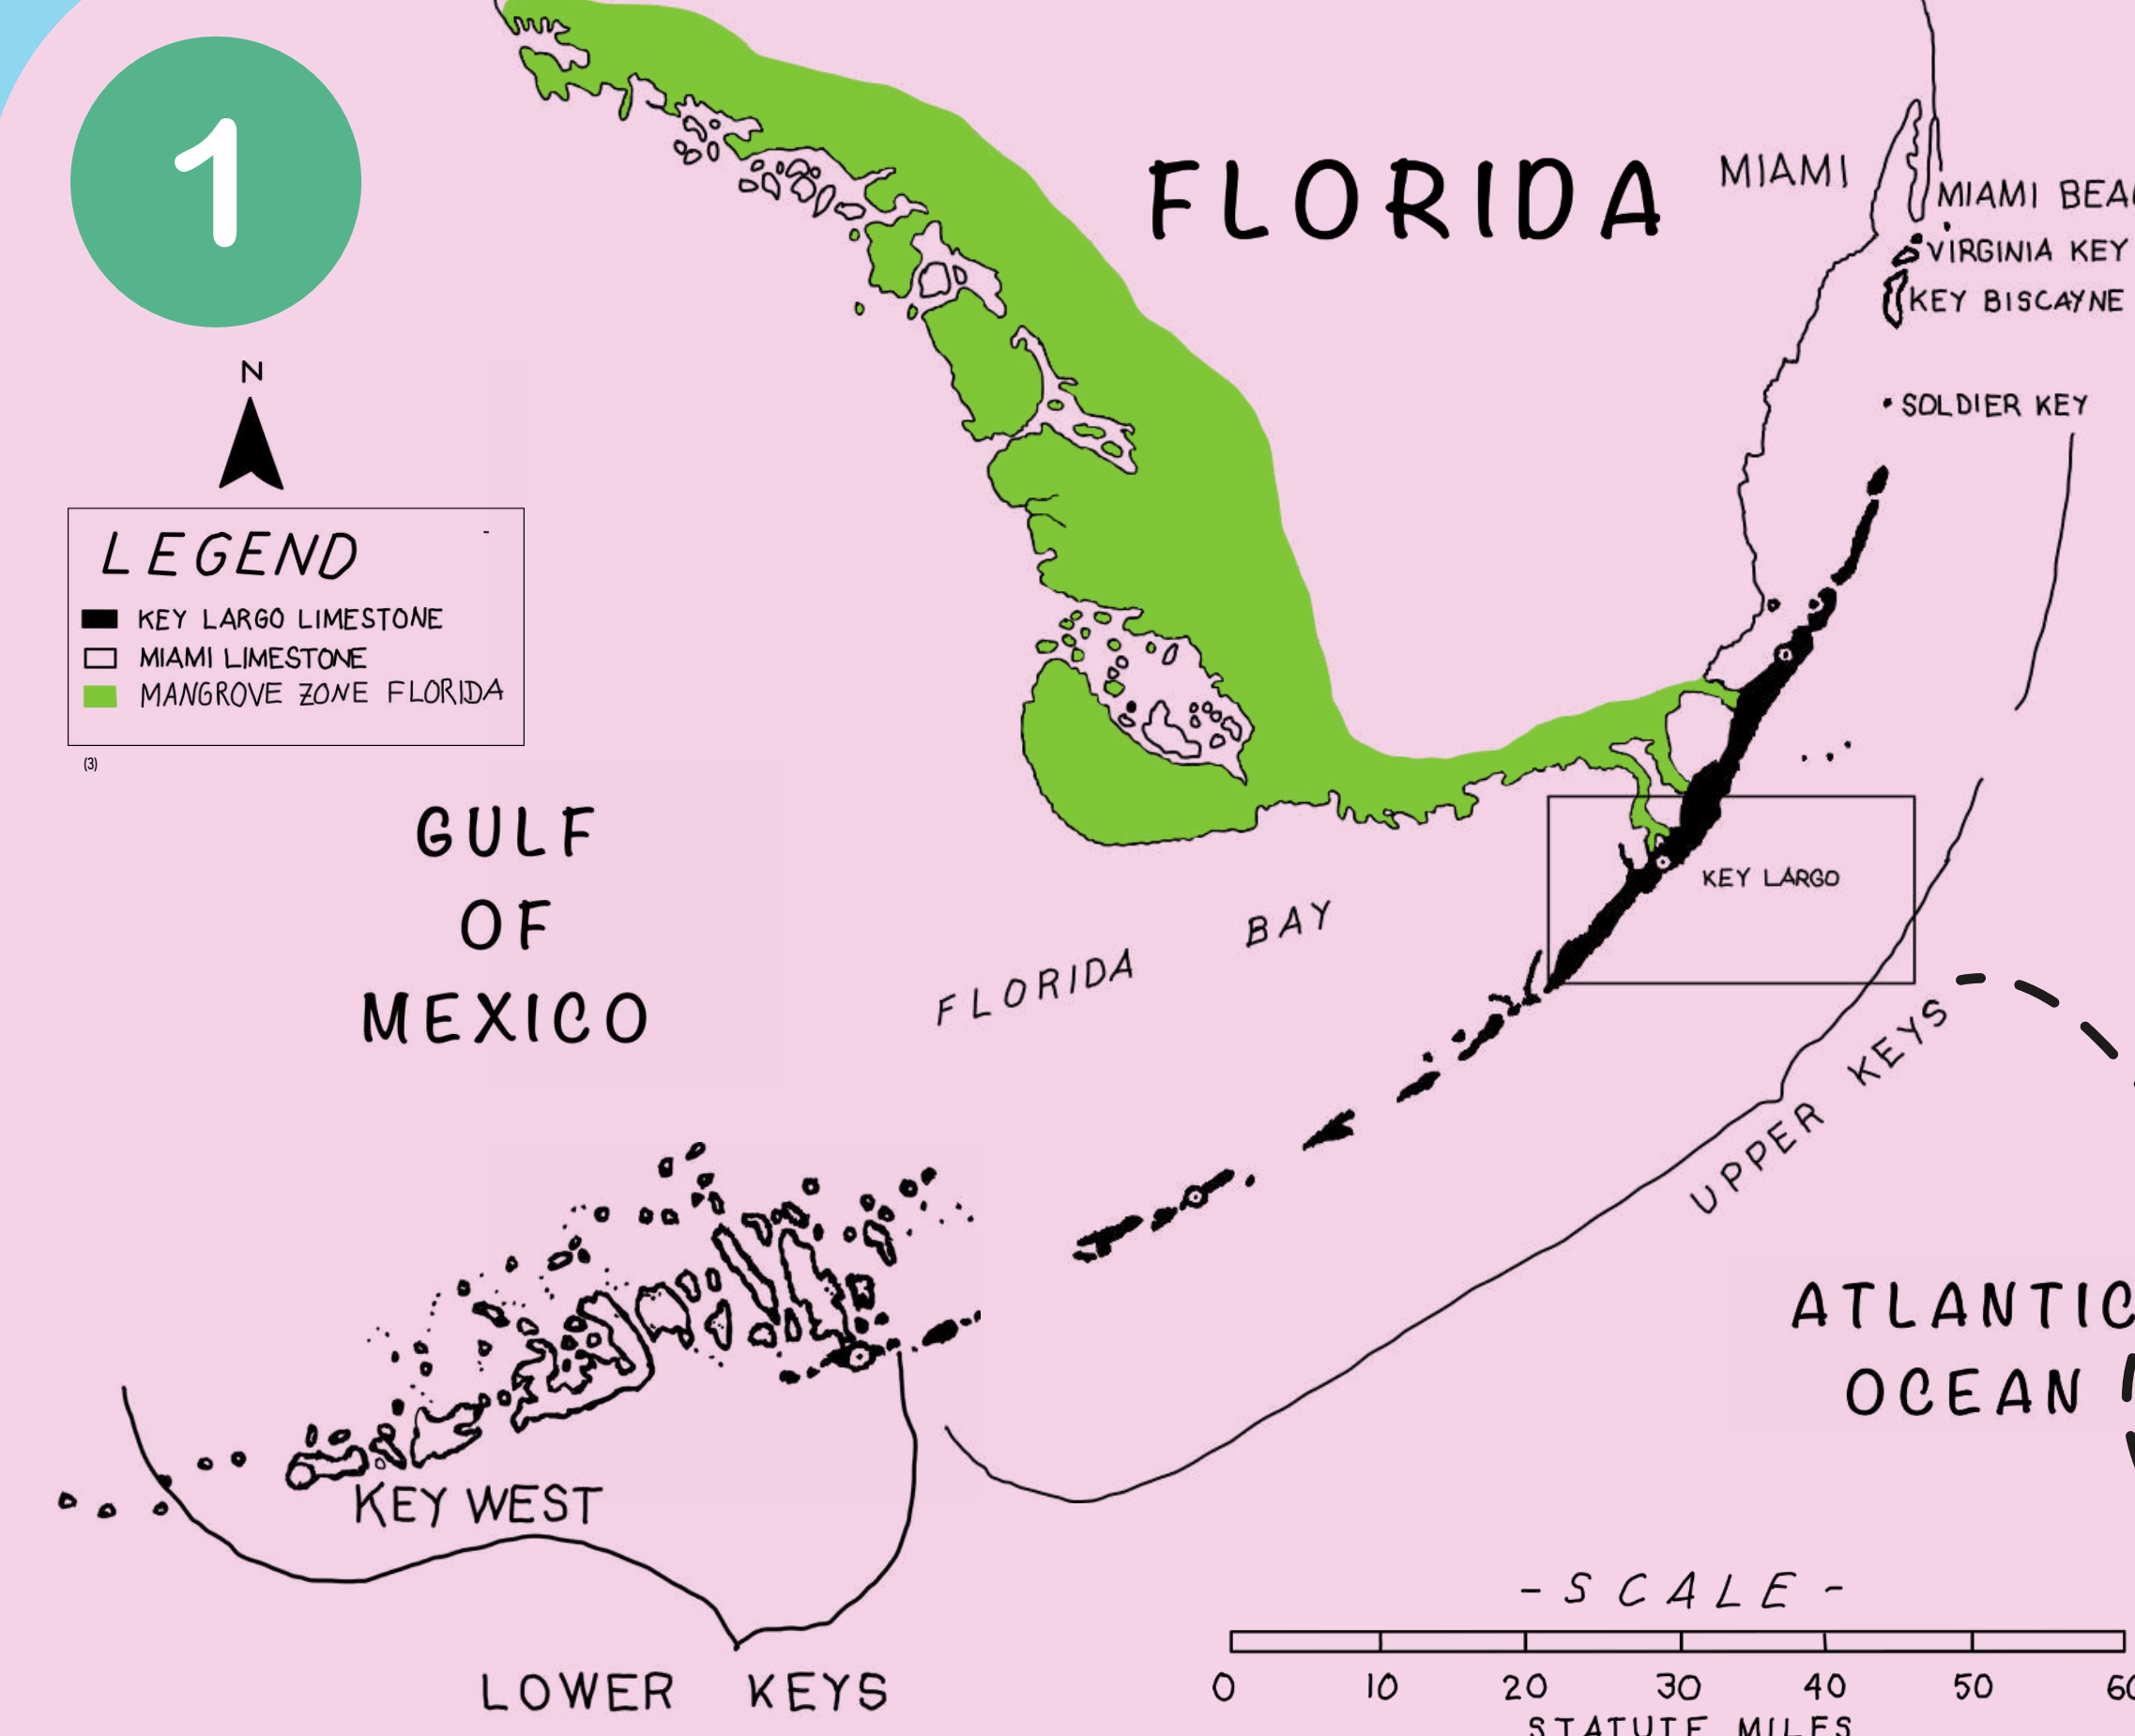 1
FLORIDA
MIAMI
MIAMI BEA
VIRGINIA KEY
KEY BISCAYNE
SOLDIER KEY
N
LEGEND
KEY LARGO LIMESTONE
MIAMI LIMESTONE
MANGROVE ZONE FLORIDA
(3)
GULF
OF
MEXICO
FLORIDA BAY
KEY LARGO
UPPER KEYS
ATLANTIC
OCEAN
KEY WEST
LOWER KEYS
- SCALE -
0 10 20 30 40 50 60
STATUTE MILES